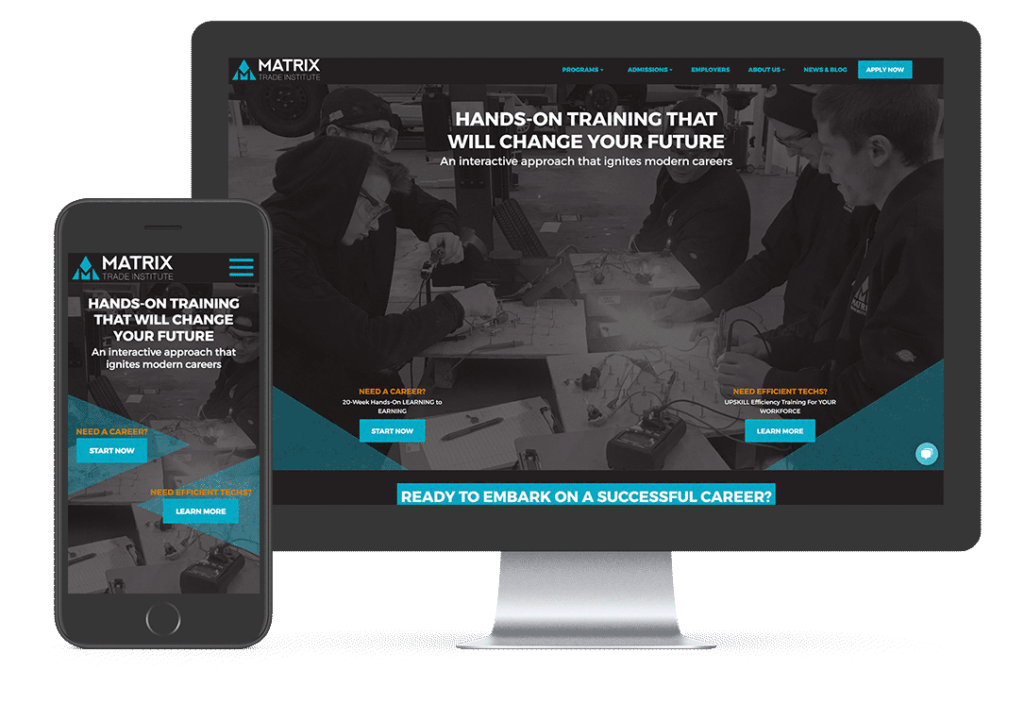 MATRIX
TRADE INSTITUTE
PROGRAMS
ADMISSIONS
EMPLOYERS
ABOUT US
NEWS & BLOG
APPLY NOW
HANDS-ON TRAINING THAT
WILL CHANGE YOUR FUTURE
An interactive approach that ignites modern careers
NEED A CAREER?
20-Week Hands-On LEARNING to
EARNING
START NOW
NEED EFFICIENT TECHS?
UPSKILL Efficiency Training For YOUR
WORKFORCE
LEARN MORE
READY TO EMBARK ON A SUCCESSFUL CAREER?
MATRIX
TRADE INSTITUTE
HANDS-ON TRAINING
THAT WILL CHANGE
YOUR FUTURE
An interactive approach that
ignites modern careers
NEED A CAREER?
START NOW
NEED EFFICIENT TECHS?
LEARN MORE